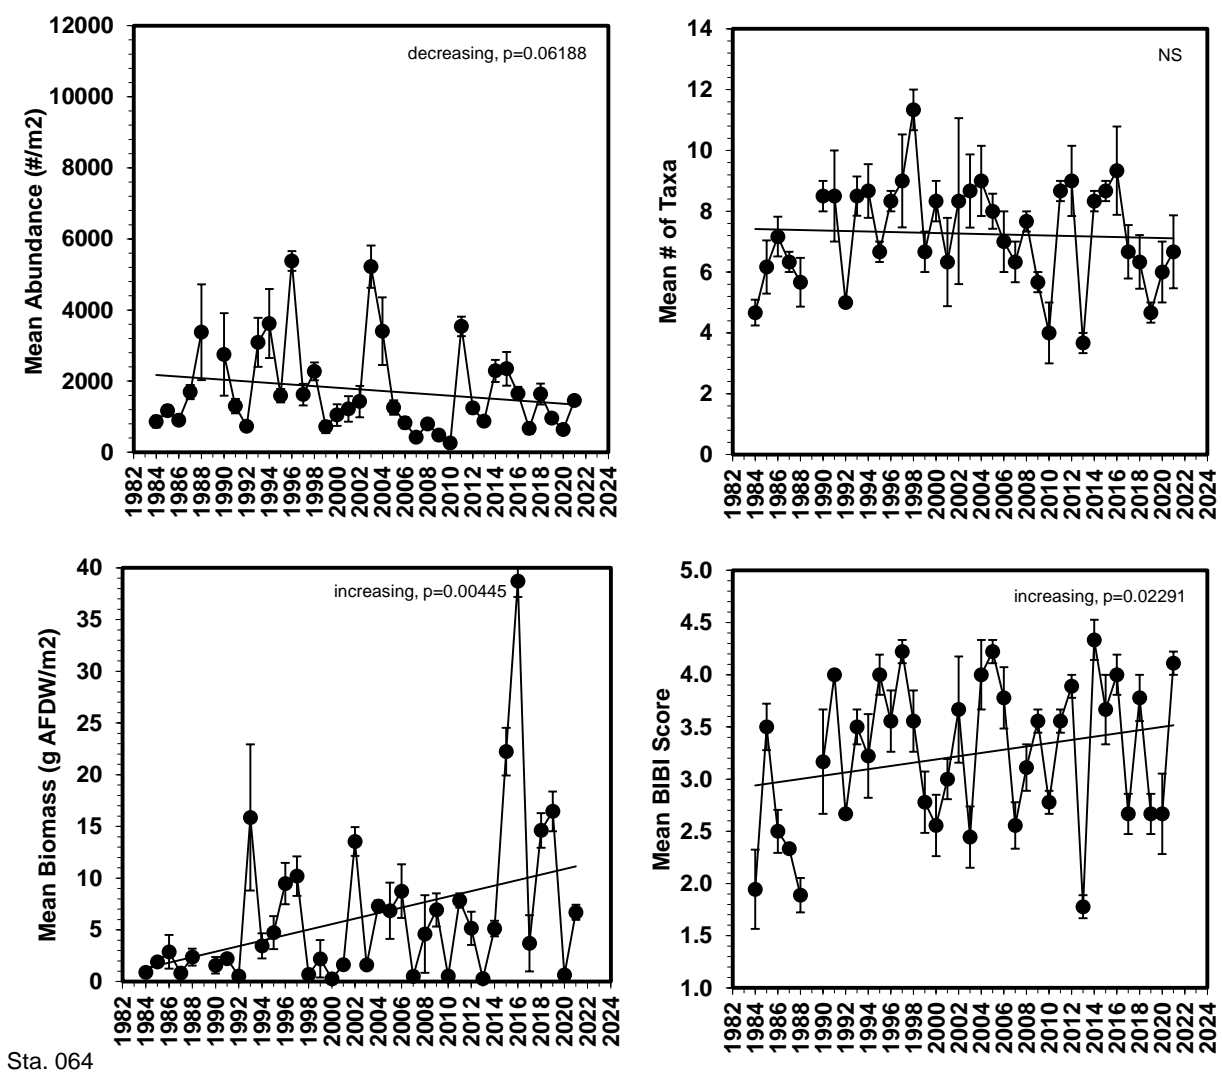 12000
10000
8000
6000
4000
2000
0
Mean Abundance (#/m2)
decreasing, p=0.06188
1982 1984 1986 1988 1990 1992 1994 1996 1998 2000 2002 2004 2006 2008 2010 2012 2014 2016 2018 2020 2022 2024
14
12
10
8
6
4
2
0
Mean # of Taxa
NS
1982 1984 1986 1988 1990 1992 1994 1996 1998 2000 2002 2004 2006 2008 2010 2012 2014 2016 2018 2020 2022 2024
40
35
30
25
20
15
10
5
0
Mean Biomass (g AFDW/m2)
increasing, p=0.00445
1982 1984 1986 1988 1990 1992 1994 1996 1998 2000 2002 2004 2006 2008 2010 2012 2014 2016 2018 2020 2022 2024
5.0
4.5
4.0
3.5
3.0
2.5
2.0
1.5
1.0
Mean BIBI Score
increasing, p=0.02291
1982 1984 1986 1988 1990 1992 1994 1996 1998 2000 2002 2004 2006 2008 2010 2012 2014 2016 2018 2020 2022 2024
Sta. 064